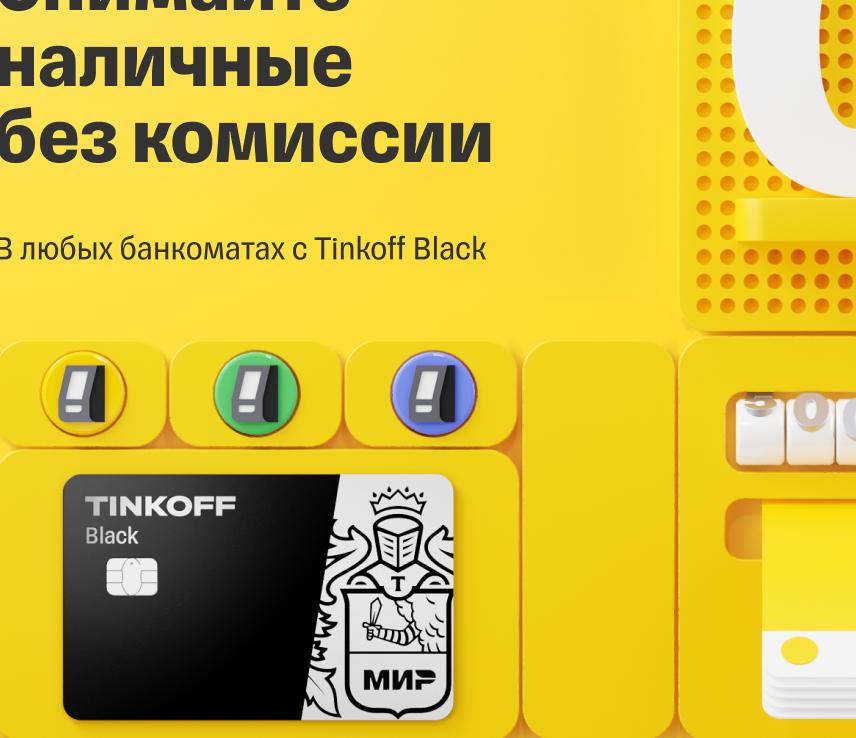 наличные
без комиссии
В любых банкоматах с Tinkoff Black
TINKOFF
Black
Т
МИР